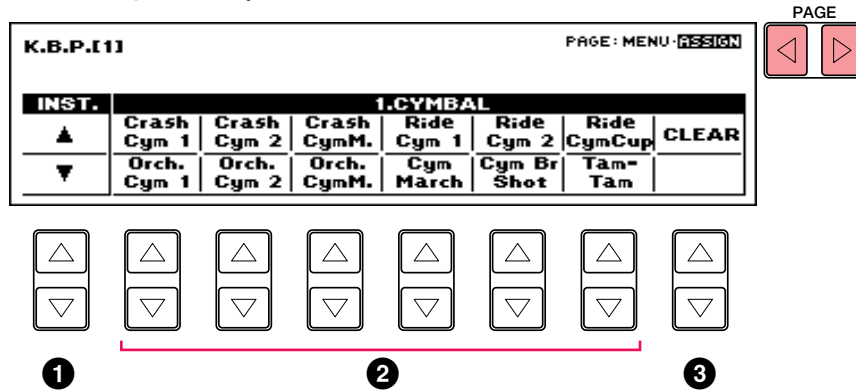 PAGE
K.B.P.[1]
PAGE: MENU·ASSIGN
INST. 1.CYMBAL
▲ Crash Cym 1 Crash Cym 2 Crash CymM. Ride Cym 1 Ride Cym 2 Ride CymCup CLEAR
▼ Orch. Cym 1 Orch. Cym 2 Orch. CymM. Cym March Cym Br Shot Tam-Tam
1 2 3